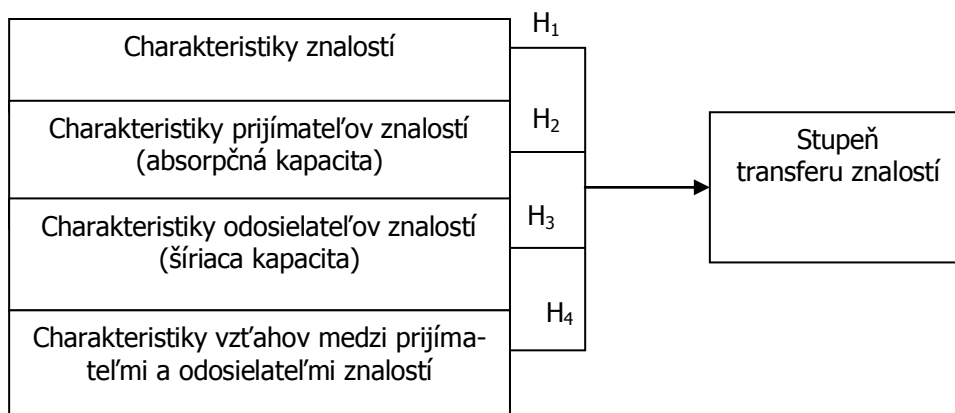 Charakteristiky znalostí
H₁
Charakteristiky prijímateľov znalostí
(absorpčná kapacita)
H₂
Charakteristiky odosielateľov znalostí
(šíriaca kapacita)
H₃
Charakteristiky vzťahov medzi prijíma-
teľmi a odosielateľmi znalostí
H₄
Stupeň
transferu znalostí